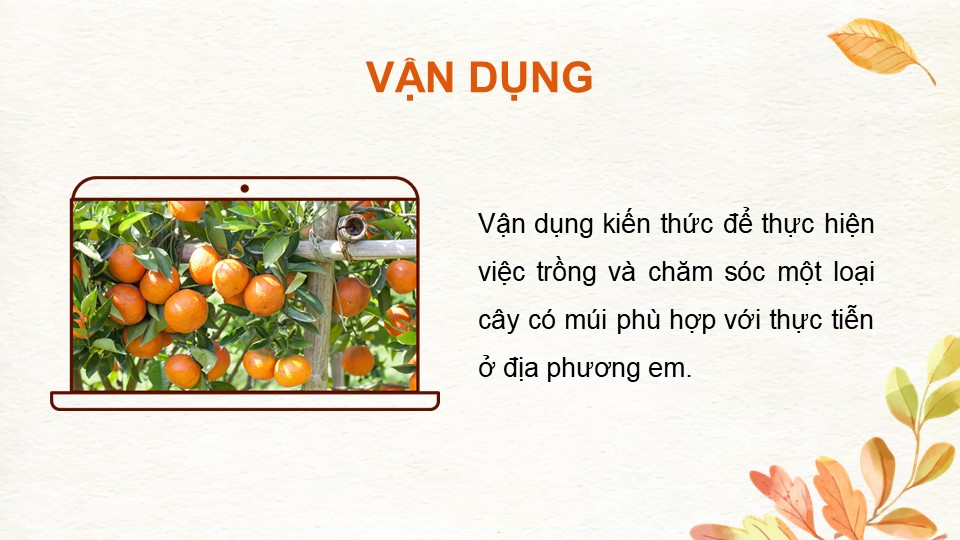 VẬN DỤNG
Vận dụng kiến thức để thực hiện
việc trồng và chăm sóc một loại
cây có múi phù hợp với thực tiễn
ở địa phương em.